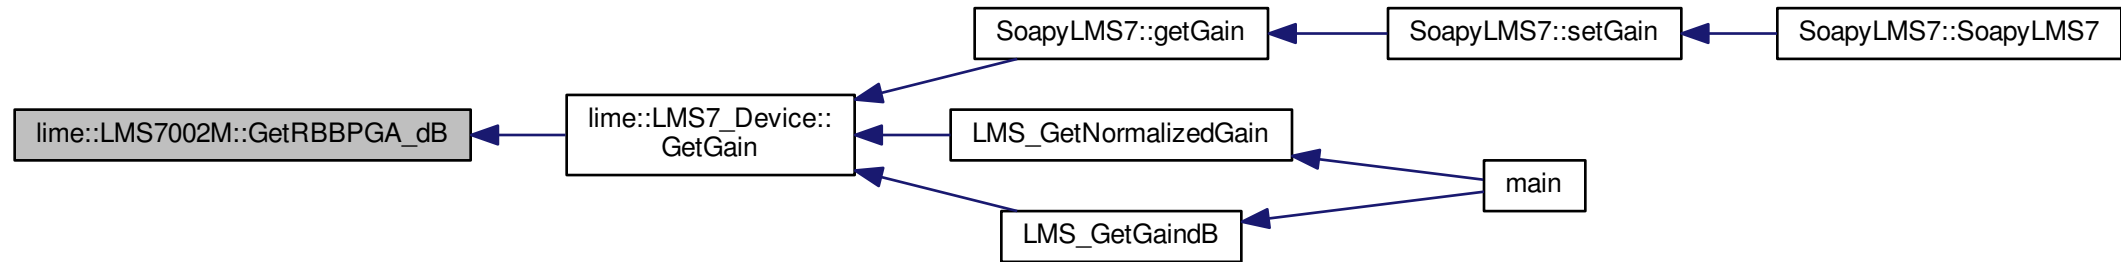 lime::LMS7002M::GetRBBPGA_dB
lime::LMS7_Device::
GetGain
SoapyLMS7::getGain
SoapyLMS7::setGain
SoapyLMS7::SoapyLMS7
LMS_GetNormalizedGain
main
LMS_GetGaindB